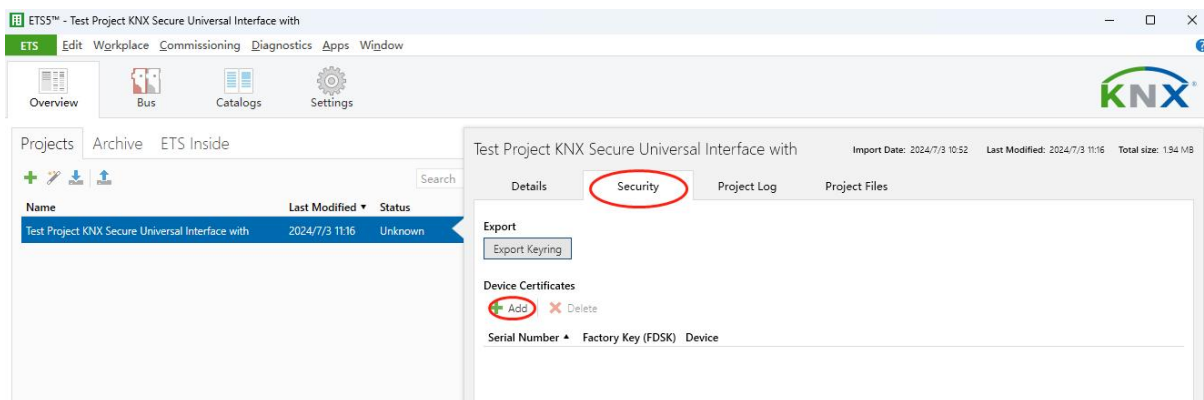 ETS5™ - Test Project KNX Secure Universal Interface with
ETS Edit Workplace Commissioning Diagnostics Apps Window
Overview Bus Catalogs Settings
KNX®
Projects Archive ETS Inside
Search
Name Last Modified Status
Test Project KNX Secure Universal Interface with 2024/7/3 11:16 Unknown
Test Project KNX Secure Universal Interface with Import Date: 2024/7/3 10:52 Last Modified: 2024/7/3 11:16 Total size: 1.94 MB
Details Security Project Log Project Files
Export
Export Keyring
Device Certificates
Add Delete
Serial Number Factory Key (FDSK) Device